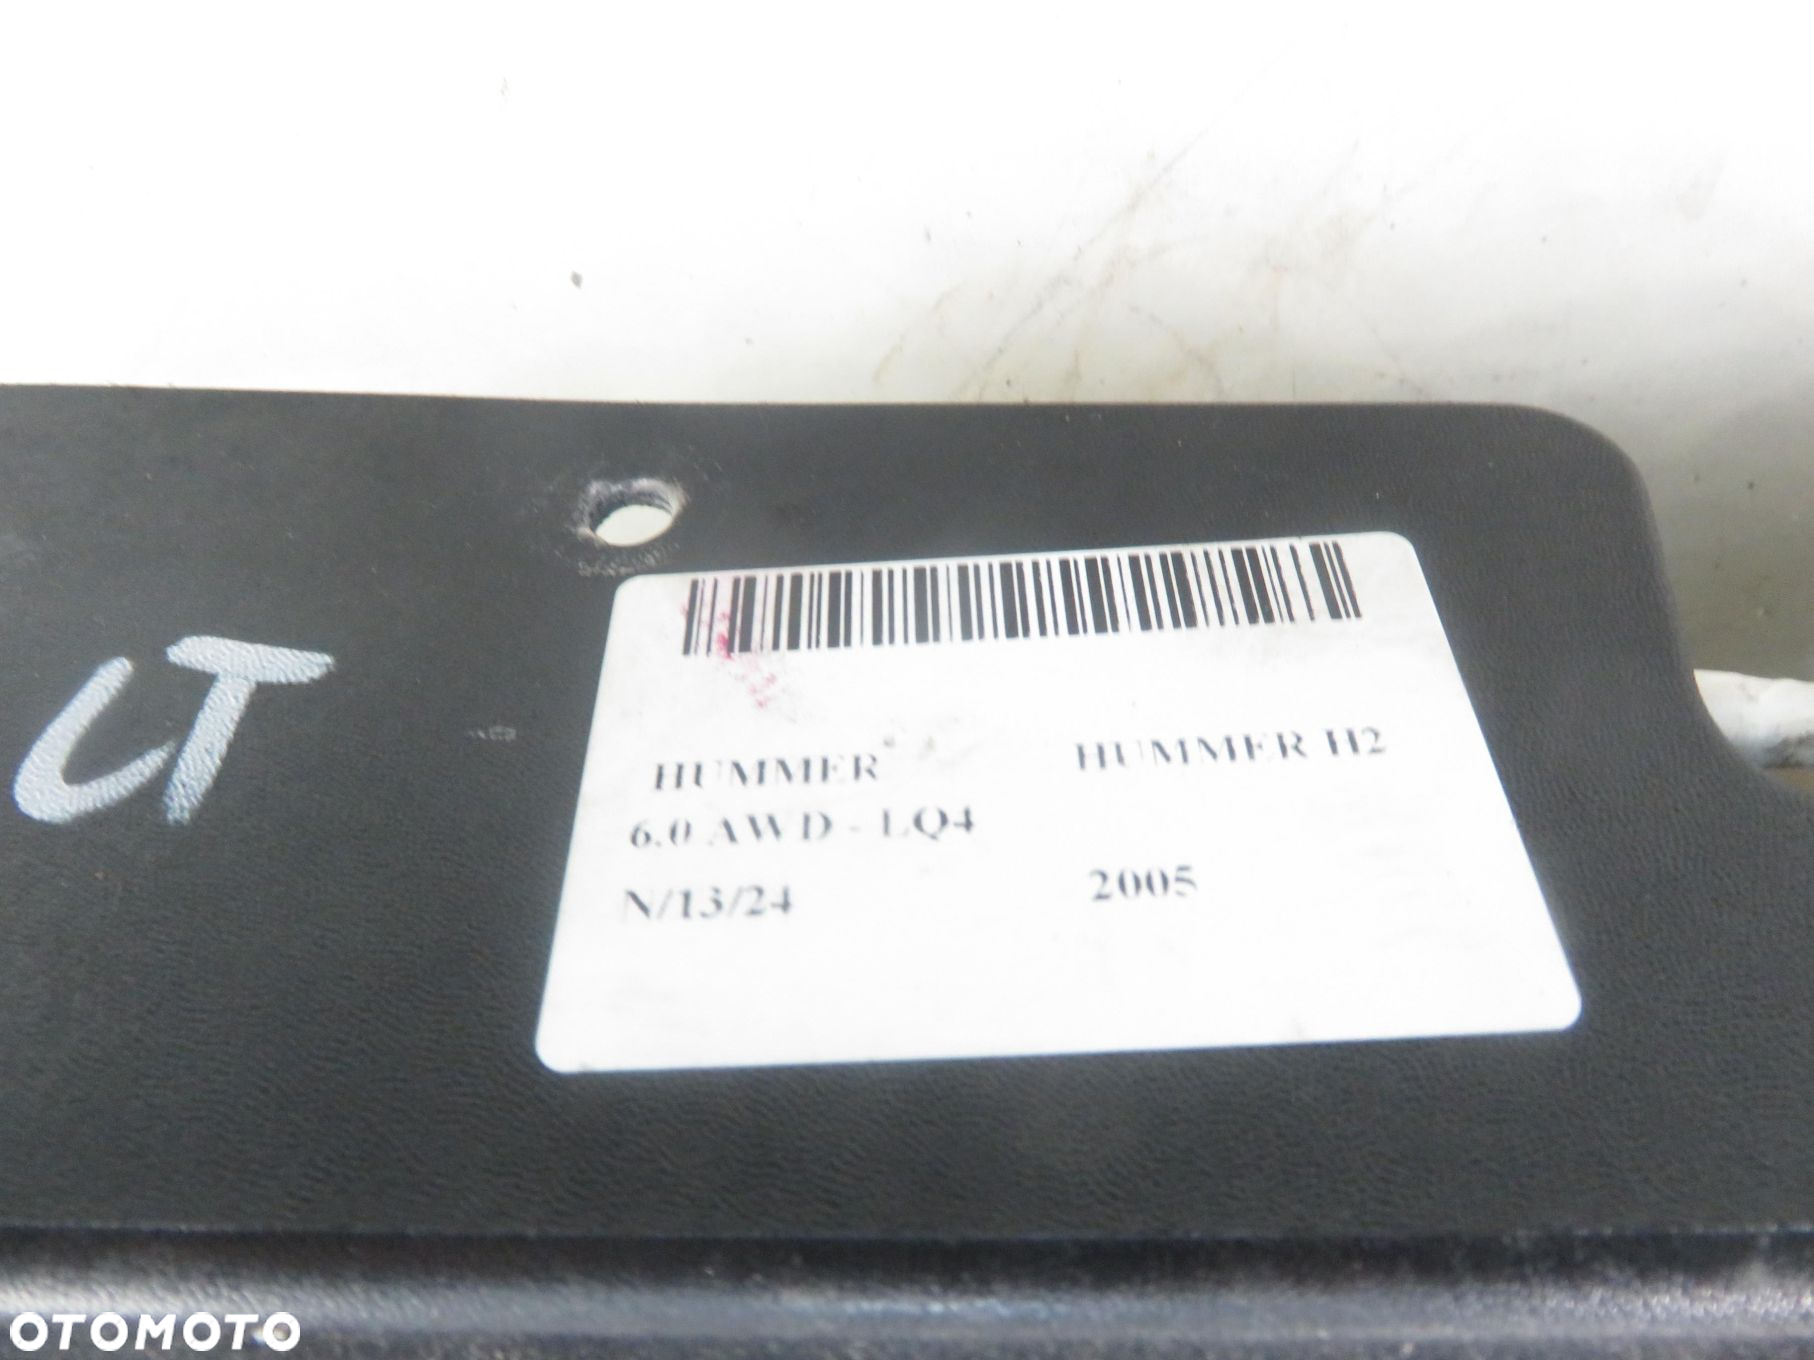 LT
HUMMER HUMMER H2
6.0 AWD - LQ4
N/13/24 2005
OTOMOTO